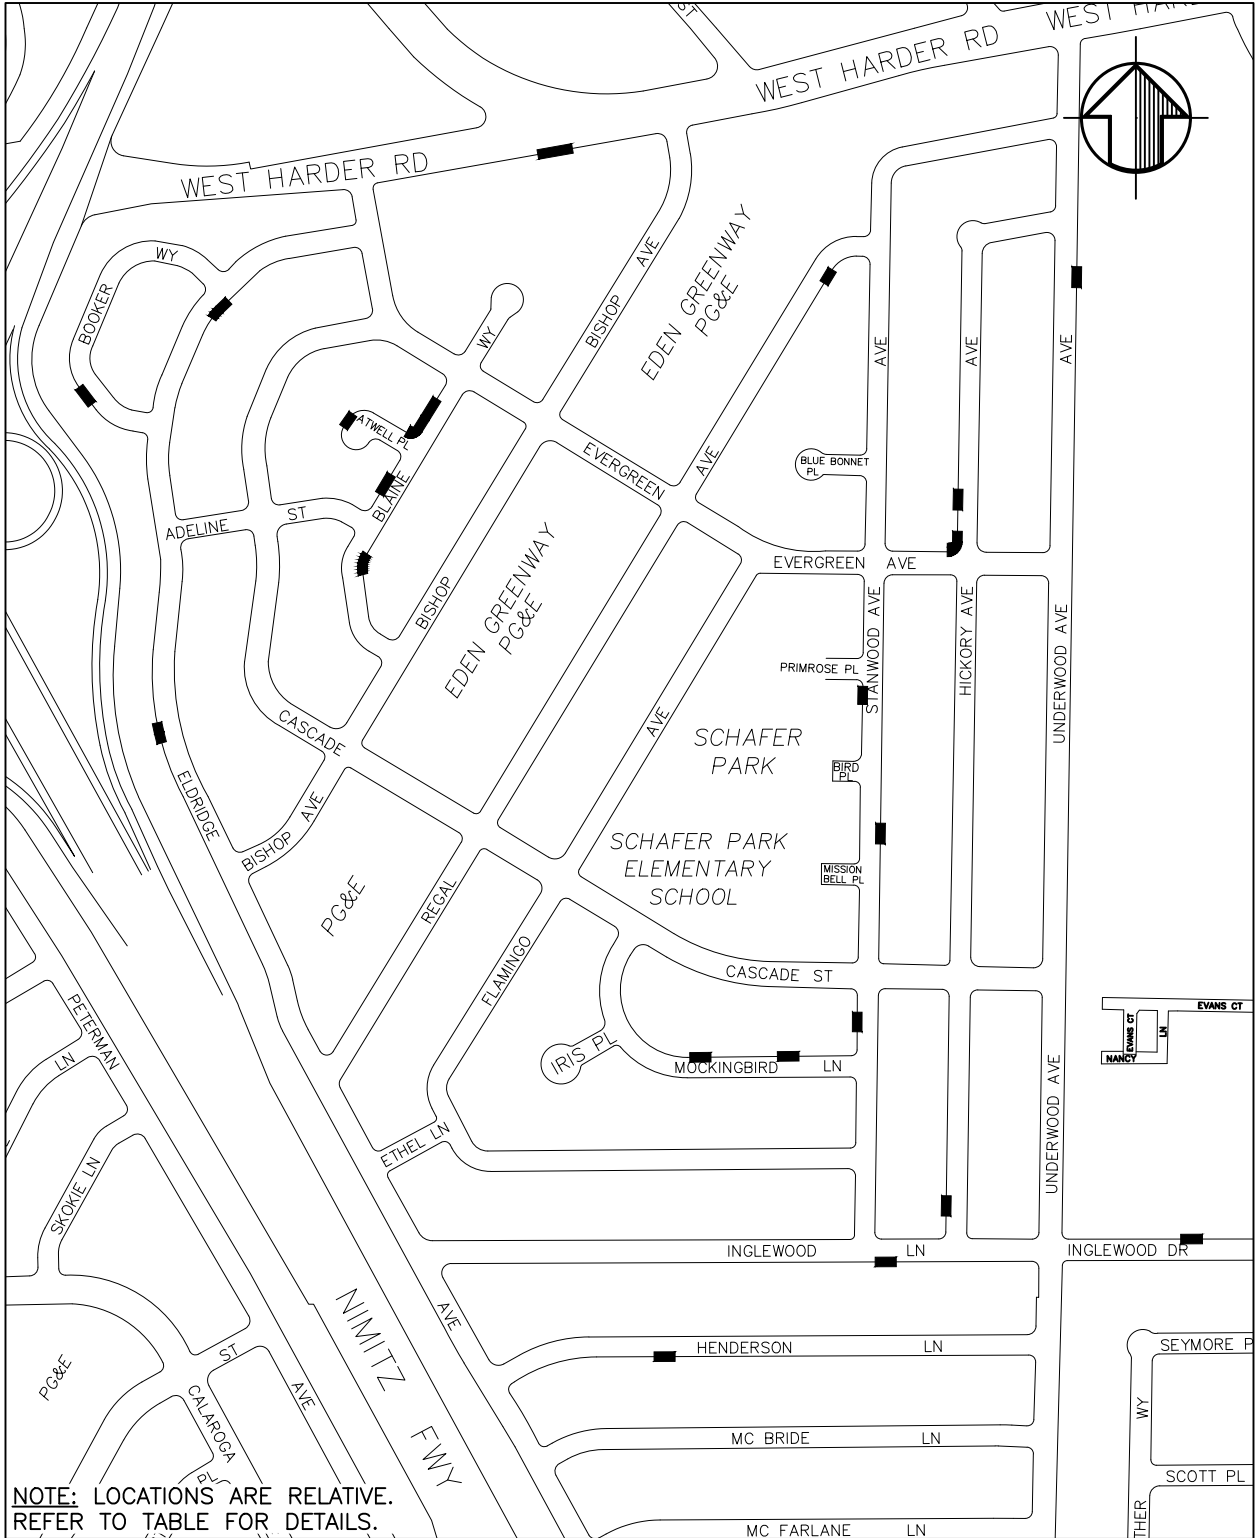 ST
WEST HARDER RD
WEST HARDER RD
WY
BOOKER
BISHOP AVE
EDEN GREENWAY
PG&E
WY
AVE
AVE
AVE
ATWELL PL
BLAINE
EVERGREEN
AVE
BLUE BONNET
PL
ADELINE ST
EVERGREEN AVE
BISHOP
EDEN GREENWAY
PG&E
STANWOOD AVE
HICKORY AVE
UNDERWOOD AVE
PRIMROSE PL
CASCADE
AVE
SCHAFER
PARK
BIRD
PL
ELDRIDGE
BISHOP AVE
SCHAFER PARK
ELEMENTARY
SCHOOL
MISSION
BELL PL
PG&E
REGAL
FLAMINGO
CASCADE ST
PETERMAN
LN
EVANS CT
EVANS CT
LN
NANCY
IRIS PL
MOCKINGBIRD LN
UNDERWOOD AVE
ETHEL LN
SKOKIE LN
INGLEWOOD LN
INGLEWOOD DR
NIMITZ FWY
AVE
HENDERSON LN
SEYMORE P
ST
PG&E
CALAROGA
AVE
WY
MC BRIDE LN
PL
SCOTT PL
THER
NOTE: LOCATIONS ARE RELATIVE.
REFER TO TABLE FOR DETAILS.
MC FARLANE LN